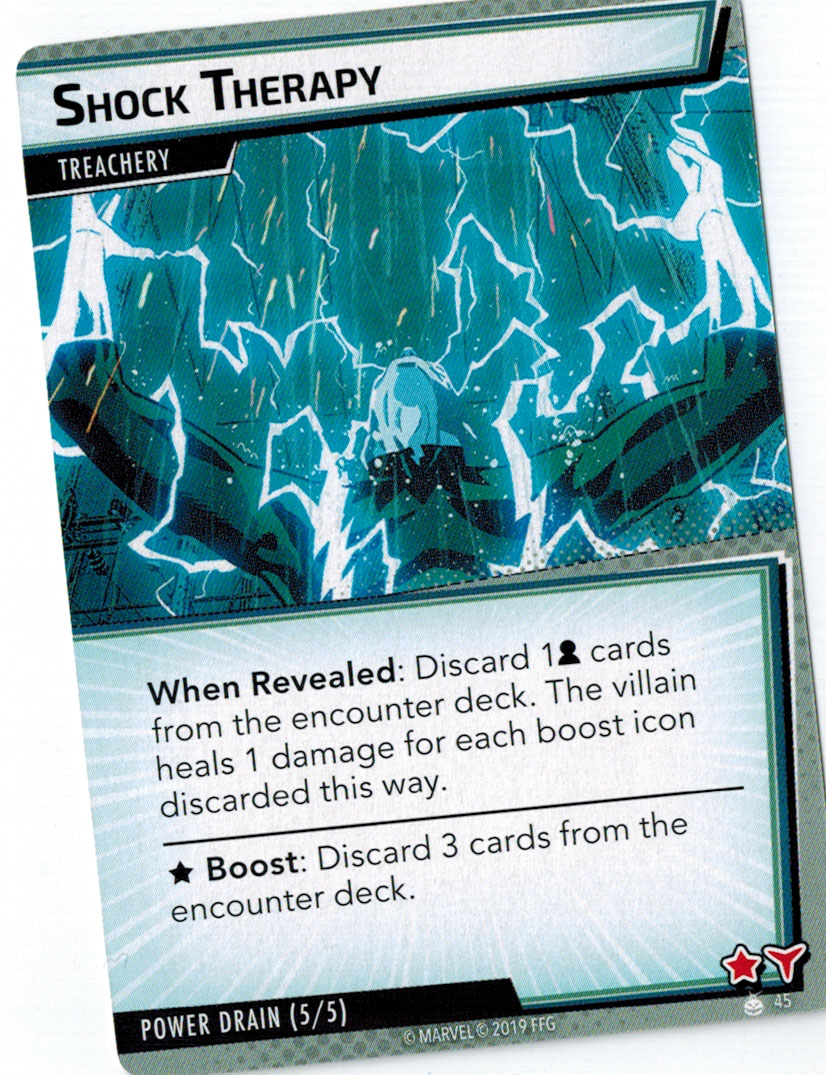 SHOCK THERAPY
TREACHERY
When Revealed: Discard 1 cards
from the encounter deck. The villain
heals 1 damage for each boost icon
discarded this way.
★ Boost: Discard 3 cards from the
encounter deck.
POWER DRAIN (5/5)
© MARVEL © 2019 FFG
45